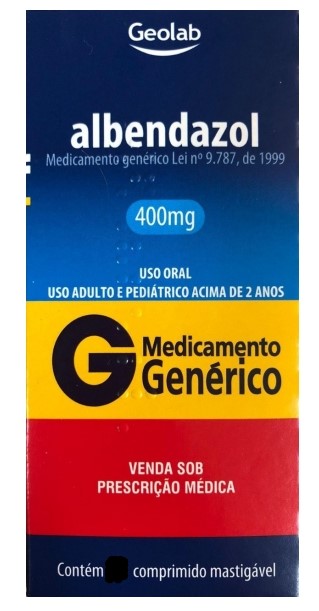 Geolab
albendazol
Medicamento genérico Lei nº 9.787, de 1999
400mg
USO ORAL
USO ADULTO E PEDIÁTRICO ACIMA DE 2 ANOS
G Medicamento
Genérico
VENDA SOB
PRESCRIÇÃO MÉDICA
Contém comprimido mastigável